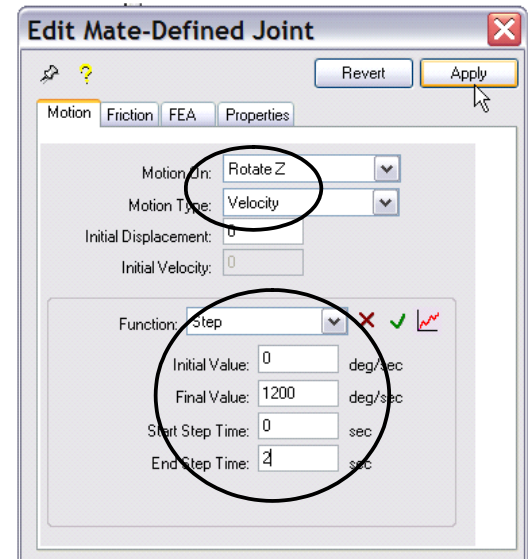 Edit Mate-Defined Joint
? Revert Apply
Motion Friction FEA Properties
Motion On: Rotate Z
Motion Type: Velocity
Initial Displacement: 0
Initial Velocity: 0
Function: Step
Initial Value: 0 deg/sec
Final Value: 1200 deg/sec
Start Step Time: 0 sec
End Step Time: 2 sec